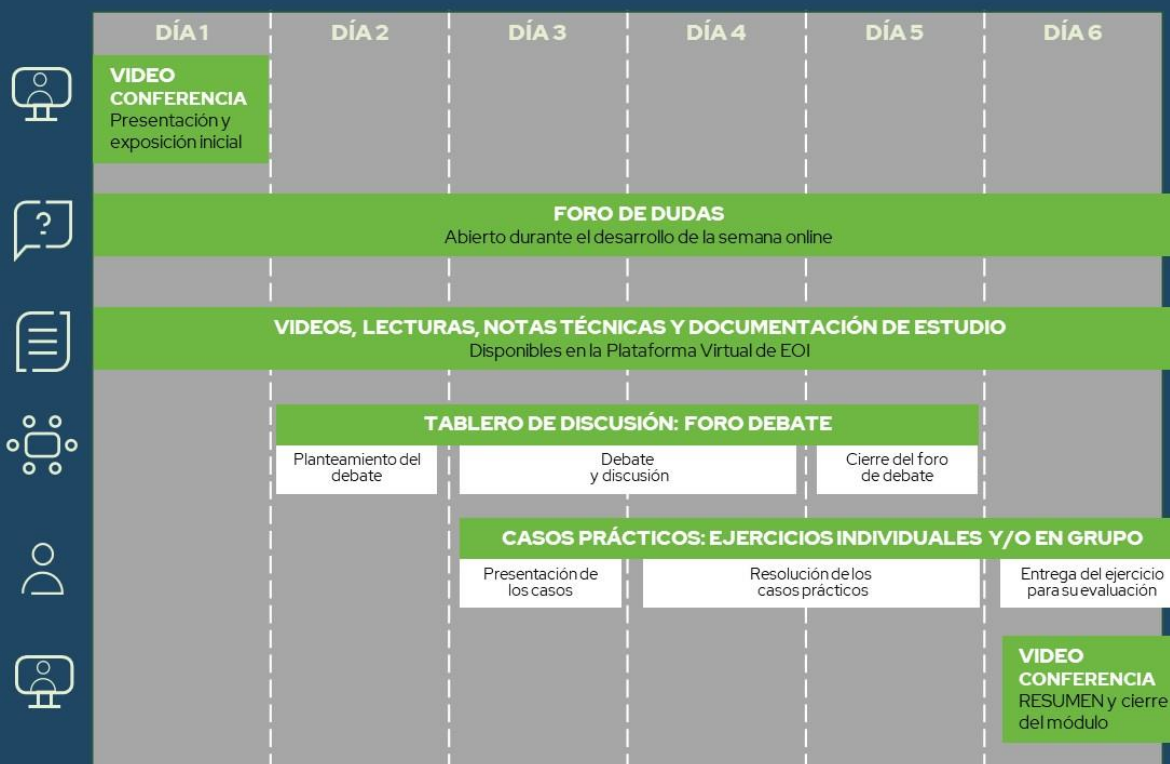 DÍA 1
DÍA 2
DÍA 3
DÍA 4
DÍA 5
DÍA 6
VIDEO
CONFERENCIA
Presentación y
exposición inicial
?
FORO DE DUDAS
Abierto durante el desarrollo de la semana online
VIDEOS, LECTURAS, NOTAS TÉCNICAS Y DOCUMENTACIÓN DE ESTUDIO
Disponibles en la Plataforma Virtual de EOI
TABLERO DE DISCUSIÓN: FORO DEBATE
Planteamiento del
debate
Debate
y discusión
Cierre del foro
de debate
CASOS PRÁCTICOS: EJERCICIOS INDIVIDUALES Y/O EN GRUPO
Presentación de
los casos
Resolución de los
casos prácticos
Entrega del ejercicio
para su evaluación
VIDEO
CONFERENCIA
RESUMEN y cierre
del módulo